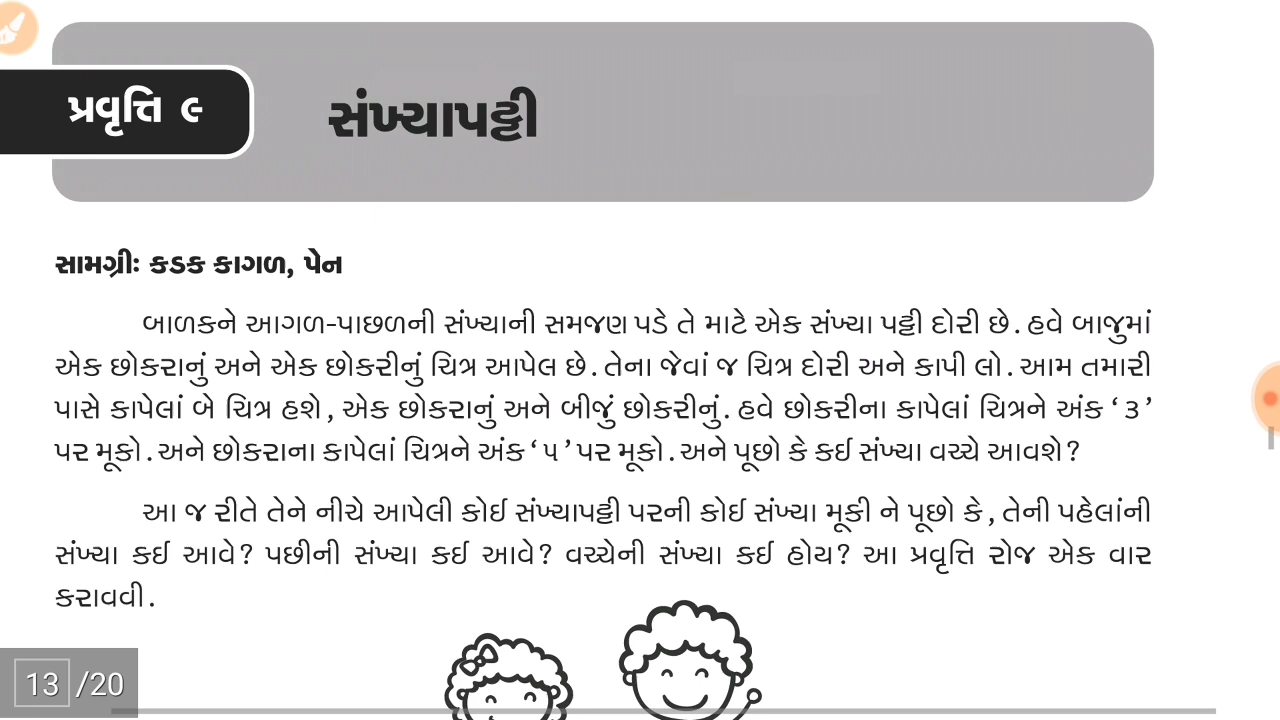 પ્રવૃત્તિ ૯
સંખ્યાપટ્ટી
સામગ્રીઃ કડક કાગળ, પેન
બાળકને આગળ-પાછળની સંખ્યાની સમજણ પડે તે માટે એક સંખ્યા પટ્ટી દોરી છે. હવે બાજુમાં
એક છોકરાનું અને એક છોકરીનું ચિત્ર આપેલ છે. તેના જેવાં જ ચિત્ર દોરી અને કાપી લો. આમ તમારી
પાસે કાપેલાં બે ચિત્ર હશે, એક છોકરાનું અને બીજું છોકરીનું. હવે છોકરીના કાપેલાં ચિત્રને અંક ‘૩’
પર મૂકો. અને છોકરાના કાપેલાં ચિત્રને અંક ‘૫’ પર મૂકો. અને પૂછો કે કઈ સંખ્યા વચ્ચે આવશે?
આ જ રીતે તેને નીચે આપેલી કોઈ સંખ્યાપટ્ટી પરની કોઈ સંખ્યા મૂકી ને પૂછો કે, તેની પહેલાંની
સંખ્યા કઈ આવે? પછીની સંખ્યા કઈ આવે? વચ્ચેની સંખ્યા કઈ હોય? આ પ્રવૃત્તિ રોજ એક વાર
કરાવવી.
13 /20